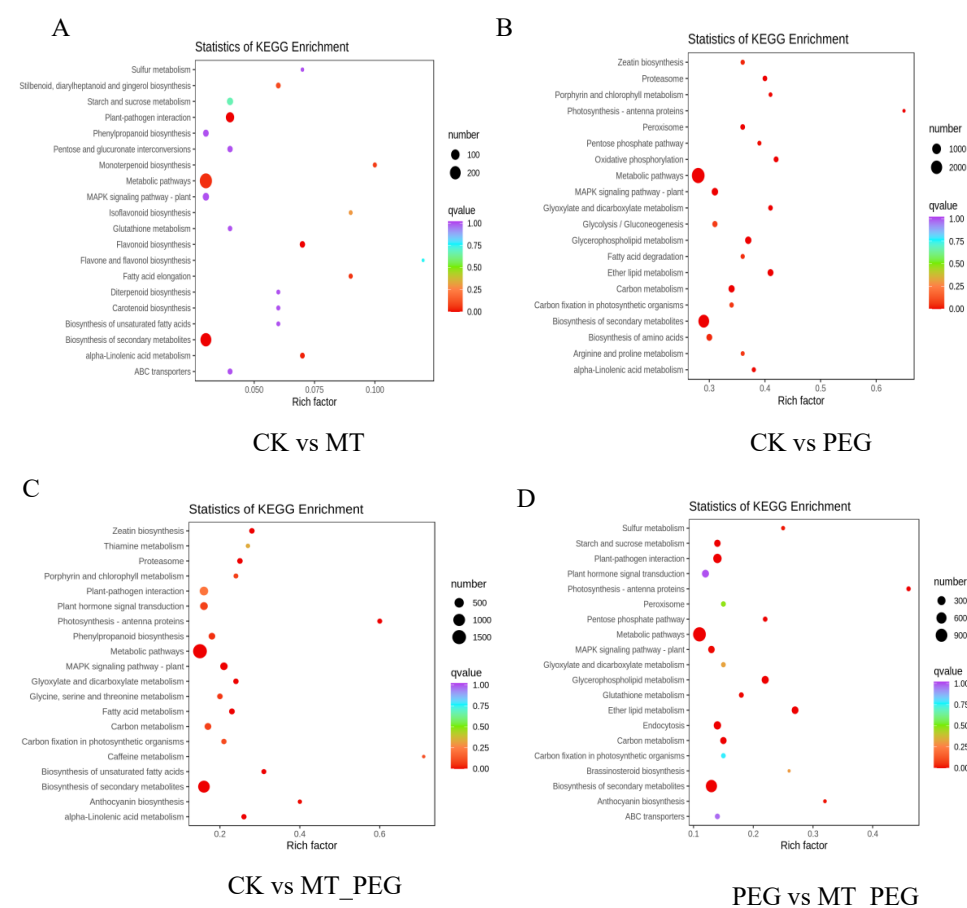 A
Statistics of KEGG Enrichment
Sulfur metabolism
Stilbenoid, diarylheptanoid and gingerol biosynthesis
Starch and sucrose metabolism
Plant-pathogen interaction
Phenylpropanoid biosynthesis
Pentose and glucuronate interconversions
Monoterpenoid biosynthesis
Metabolic pathways
MAPK signaling pathway - plant
Isoflavonoid biosynthesis
Glutathione metabolism
Flavonoid biosynthesis
Flavone and flavonol biosynthesis
Fatty acid elongation
Diterpenoid biosynthesis
Carotenoid biosynthesis
Biosynthesis of unsaturated fatty acids
Biosynthesis of secondary metabolites
alpha-Linolenic acid metabolism
ABC transporters
0.050 0.075 0.100
Rich factor
number
100
200
qvalue
1.00
0.75
0.50
0.25
0.00
CK vs MT
B
Statistics of KEGG Enrichment
Zeatin biosynthesis
Proteasome
Porphyrin and chlorophyll metabolism
Photosynthesis - antenna proteins
Peroxisome
Pentose phosphate pathway
Oxidative phosphorylation
Metabolic pathways
MAPK signaling pathway - plant
Glyoxylate and dicarboxylate metabolism
Glycolysis / Gluconeogenesis
Glycerophospholipid metabolism
Fatty acid degradation
Ether lipid metabolism
Carbon metabolism
Carbon fixation in photosynthetic organisms
Biosynthesis of secondary metabolites
Biosynthesis of amino acids
Arginine and proline metabolism
alpha-Linolenic acid metabolism
0.3 0.4 0.5 0.6
Rich factor
number
1000
2000
qvalue
1.00
0.75
0.50
0.25
0.00
CK vs PEG
C
Statistics of KEGG Enrichment
Zeatin biosynthesis
Thiamine metabolism
Proteasome
Porphyrin and chlorophyll metabolism
Plant-pathogen interaction
Plant hormone signal transduction
Photosynthesis - antenna proteins
Phenylpropanoid biosynthesis
Metabolic pathways
MAPK signaling pathway - plant
Glyoxylate and dicarboxylate metabolism
Glycine, serine and threonine metabolism
Fatty acid metabolism
Carbon metabolism
Carbon fixation in photosynthetic organisms
Caffeine metabolism
Biosynthesis of unsaturated fatty acids
Biosynthesis of secondary metabolites
Anthocyanin biosynthesis
alpha-Linolenic acid metabolism
0.2 0.4 0.6
Rich factor
number
500
1000
1500
qvalue
1.00
0.75
0.50
0.25
0.00
CK vs MT_PEG
D
Statistics of KEGG Enrichment
Sulfur metabolism
Starch and sucrose metabolism
Plant-pathogen interaction
Plant hormone signal transduction
Photosynthesis - antenna proteins
Peroxisome
Pentose phosphate pathway
Metabolic pathways
MAPK signaling pathway - plant
Glyoxylate and dicarboxylate metabolism
Glycerophospholipid metabolism
Glutathione metabolism
Ether lipid metabolism
Endocytosis
Carbon metabolism
Carbon fixation in photosynthetic organisms
Brassinosteroid biosynthesis
Biosynthesis of secondary metabolites
Anthocyanin biosynthesis
ABC transporters
0.1 0.2 0.3 0.4
Rich factor
number
300
600
900
qvalue
1.00
0.75
0.50
0.25
0.00
PEG vs MT_PEG